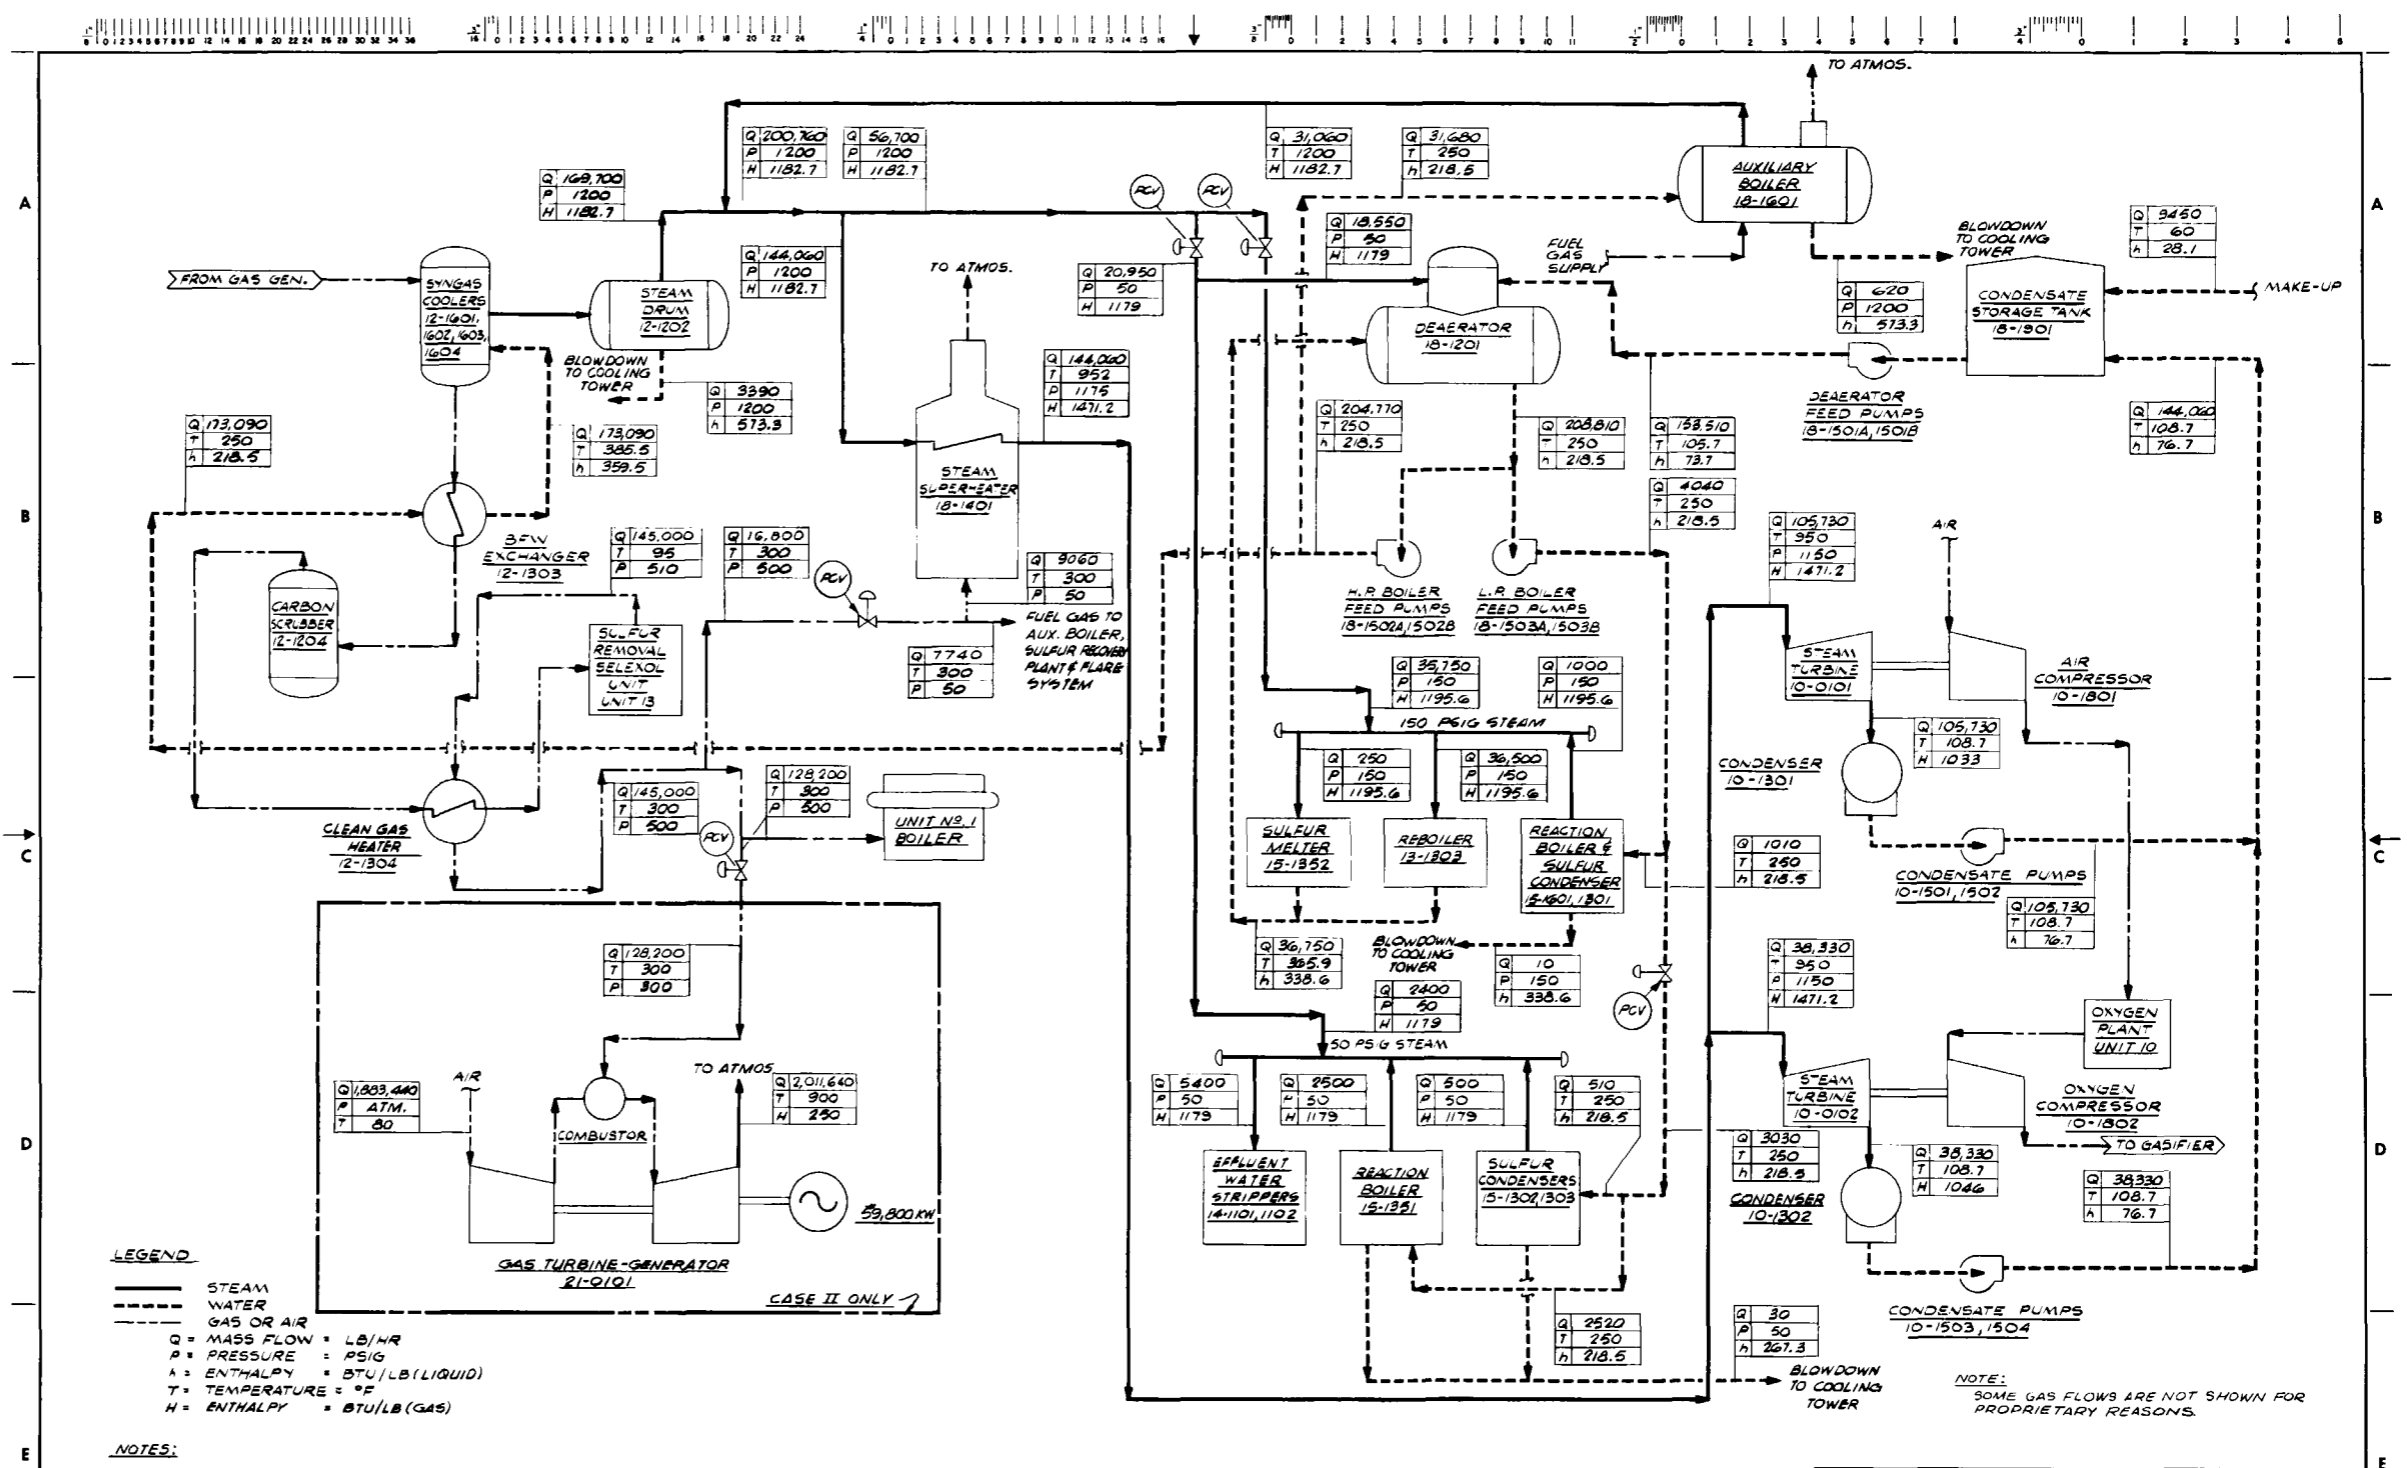 TO ATMOS.
Q 200,760
P 1200
H 1182.7
Q 56,700
P 1200
H 1182.7
Q 31,060
T 1200
H 1182.7
Q 31,680
T 250
h 218.5
AUXILIARY
BOILER
18-1601
A
A
Q 169,700
P 1200
H 1182.7
PCV
PCV
Q 18,550
P 50
H 1179
FUEL
GAS
SUPPLY
BLOWDOWN
TO COOLING
TOWER
Q 9450
T 60
h 28.1
FROM GAS GEN.
SYNGAS
COOLERS
12-1601,
1602, 1603,
1604
STEAM
DRUM
12-1202
Q 144,060
P 1200
H 1182.7
TO ATMOS.
Q 20,950
P 50
H 1179
DEAERATOR
18-1201
Q 620
P 1200
h 573.3
CONDENSATE
STORAGE TANK
18-1901
MAKE-UP
BLOWDOWN
TO COOLING
TOWER
Q 3390
P 1200
h 573.3
Q 144,060
T 952
P 1175
H 1471.2
DEAERATOR
FEED PUMPS
18-1501A, 1501B
Q 144,060
T 108.7
h 76.7
Q 173,090
T 250
h 218.5
Q 173,090
T 385.5
h 359.5
STEAM
SUPERHEATER
18-1401
Q 204,770
T 250
h 218.5
Q 208,810
T 250
h 218.5
Q 153,510
T 105.7
h 73.7
Q 4040
T 250
h 218.5
B
B
BFW
EXCHANGER
12-1303
Q 145,000
T 95
P 510
Q 16,800
T 300
P 500
PCV
Q 9060
T 300
P 50
Q 105,730
T 950
P 1150
H 1471.2
AIR
CARBON
SCRUBBER
12-1204
SULFUR
REMOVAL
SELEXOL
UNIT
UNIT 13
FUEL GAS TO
AUX. BOILER,
SULFUR RECOVERY
PLANT & FLARE
SYSTEM
Q 7740
T 300
P 50
H.P. BOILER
FEED PUMPS
18-1502A, 1502B
L.P. BOILER
FEED PUMPS
18-1503A, 1503B
STEAM
TURBINE
10-0101
AIR
COMPRESSOR
10-1801
Q 35,750
P 150
H 1195.6
Q 1000
P 150
H 1195.6
150 PSIG STEAM
Q 250
P 150
H 1195.6
Q 36,500
P 150
H 1195.6
Q 105,730
T 108.7
H 1033
CONDENSER
10-1301
CLEAN GAS
HEATER
12-1304
Q 145,000
T 300
P 500
Q 128,200
T 300
P 500
PCV
UNIT NO. 1
BOILER
SULFUR
MELTER
15-1352
REBOILER
13-1303
REACTION
BOILER &
SULFUR
CONDENSER
15-1601, 1301
Q 1010
T 250
h 218.5
CONDENSATE PUMPS
10-1501, 1502
C
C
Q 105,730
T 108.7
h 76.7
Q 128,200
T 300
P 300
Q 36,750
T 365.9
h 338.6
BLOWDOWN
TO COOLING
TOWER
Q 10
P 150
h 338.6
Q 2400
P 50
H 1179
PCV
Q 38,330
T 950
P 1150
H 1471.2
OXYGEN
PLANT
UNIT 10
50 PSIG STEAM
Q 1,883,440
P ATM.
T 80
AIR
COMBUSTOR
TO ATMOS
Q 2,011,640
T 900
H 250
Q 5400
P 50
H 1179
Q 2500
P 50
H 1179
Q 500
P 50
H 1179
Q 510
T 250
h 218.5
STEAM
TURBINE
10-0102
OXYGEN
COMPRESSOR
10-1802
TO GASIFIER
D
D
EFFLUENT
WATER
STRIPPERS
14-1101, 1102
REACTION
BOILER
15-1351
SULFUR
CONDENSERS
15-1302, 1303
Q 3030
T 250
h 218.5
Q 38,330
T 108.7
H 1046
CONDENSER
10-1302
Q 38,330
T 108.7
h 76.7
59,800 KW
GAS TURBINE-GENERATOR
21-0101
CASE II ONLY
CONDENSATE PUMPS
10-1503, 1504
Q 2520
T 250
h 218.5
Q 30
P 50
h 267.3
BLOWDOWN
TO COOLING
TOWER
LEGEND
STEAM
WATER
GAS OR AIR
Q = MASS FLOW = LB/HR
P = PRESSURE = PSIG
h = ENTHALPY = BTU/LB (LIQUID)
T = TEMPERATURE = °F
H = ENTHALPY = BTU/LB (GAS)
NOTE:
SOME GAS FLOWS ARE NOT SHOWN FOR
PROPRIETARY REASONS.
NOTES:
E
E